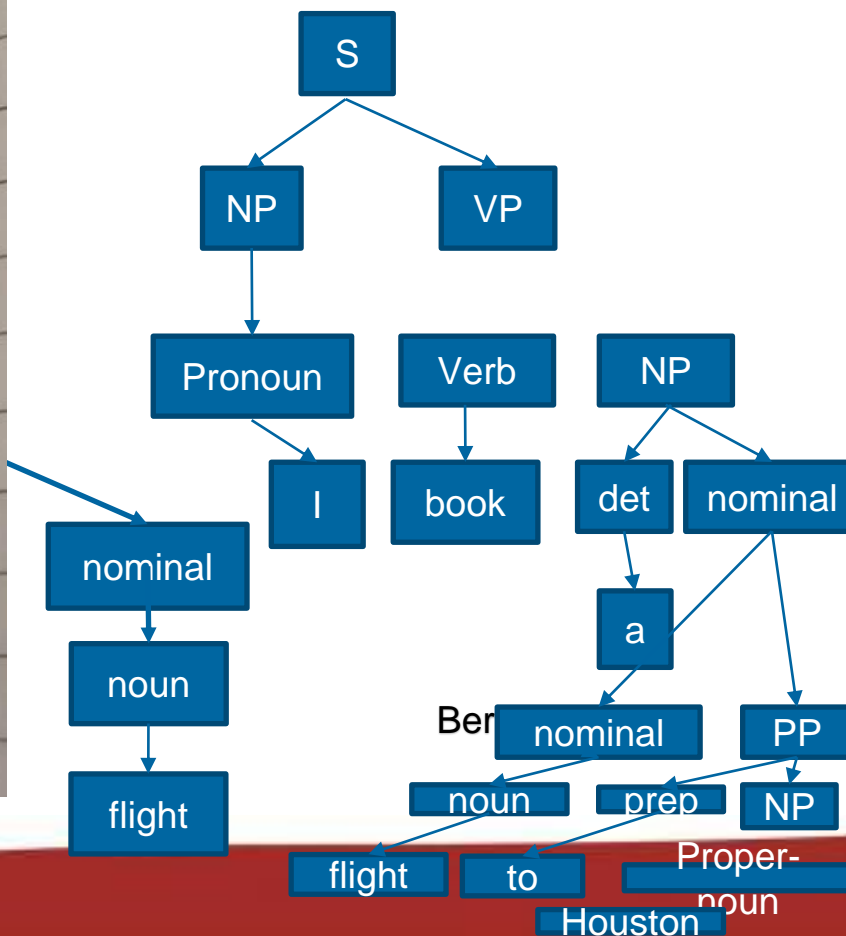 S
NP
VP
Pronoun
Verb
NP
I
book
det
nominal
nominal
a
noun
Ber
nominal
PP
noun
prep
NP
flight
flight
to
Proper-
noun
Houston